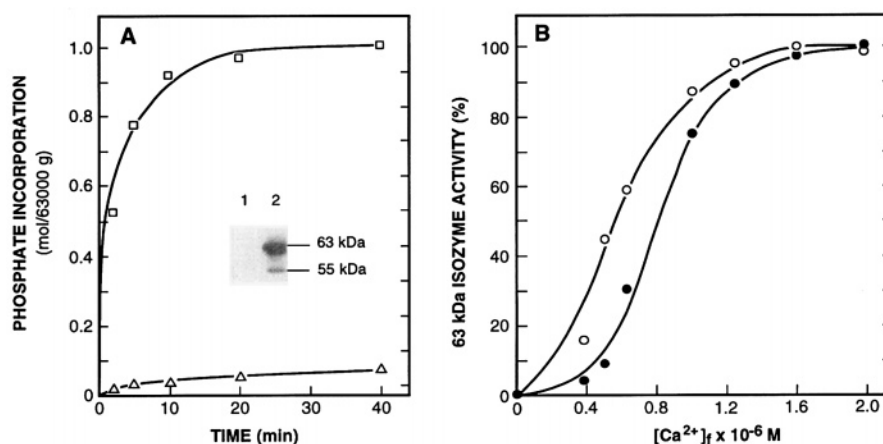 A
PHOSPHATE INCORPORATION
(mol/63000 g)
1.0
0.8
0.6
0.4
0.2
0
1 2
63 kDa
55 kDa
0 10 20 30 40
TIME (min)
B
63 kDa ISOZYME ACTIVITY (%)
100
80
60
40
20
0
0 0.4 0.8 1.2 1.6 2.0
[Ca²⁺]f x 10⁻⁶ M